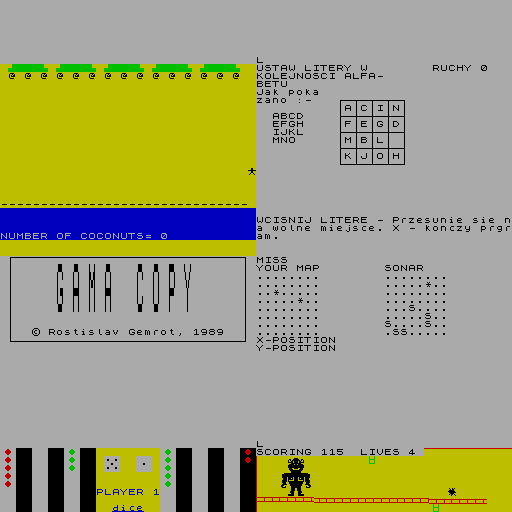 NUMBER OF COCONUTS= 0
L
USTAW LITERY W RUCHY 0
KOLEJNOSCI ALFA-
BETU
Jak poka
zano :-
ABCD
EFGH
IJKL
MNO
A C I N
F E G D
M B L
K J O H
WCISNIJ LITERE - Przesunie sie n
a wolne miejsce. X - konczy prgr
am.
GAMA COPY
© Rostislav Gemrot, 1989
MISS
YOUR MAP SONAR
X-POSITION
Y-POSITION
PLAYER 1
dice
L
SCORING 115 LIVES 4